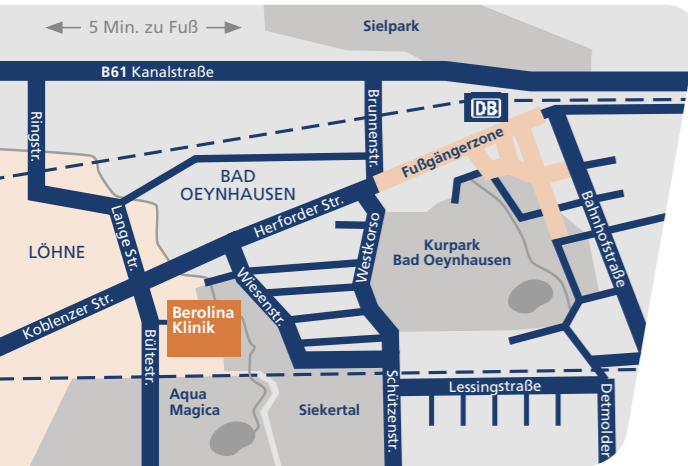 5 Min. zu Fuß
Sielpark
B61 Kanalstraße
DB
Ringstr.
Brunnenstr.
Fußgängerzone
BAD
OEYNHAUSEN
Herforder Str.
Lange Str.
Westkorso
Bahnhofstraße
Kurpark
Bad Oeynhausen
LÖHNE
Wiesenstr.
Koblenzer Str.
Berolina
Klinik
Bültestr.
Aqua
Magica
Siekertal
Schützenstr.
Lessingstraße
Detmolder